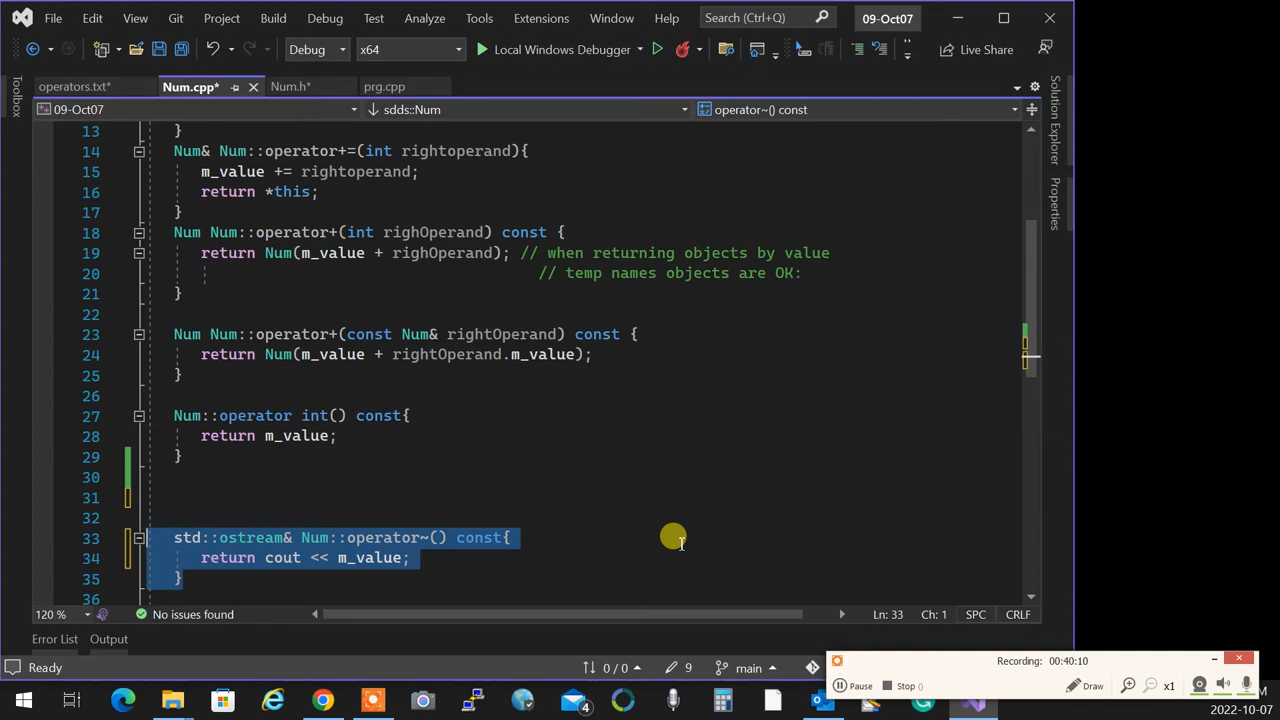 File Edit View Git Project Build Debug Test Analyze Tools Extensions Window Help Search (Ctrl+Q) 09-Oct07
Debug x64 Local Windows Debugger Live Share
operators.txt* Num.cpp* Num.h* prg.cpp
09-Oct07 sdds::Num operator~() const
Toolbox
Solution Explorer
Properties
13 }
14 Num& Num::operator+=(int rightoperand){
15 m_value += rightoperand;
16 return *this;
17 }
18 Num Num::operator+(int righOperand) const {
19 return Num(m_value + righOperand); // when returning objects by value
20 // temp names objects are OK:
21 }
22
23 Num Num::operator+(const Num& rightOperand) const {
24 return Num(m_value + rightOperand.m_value);
25 }
26
27 Num::operator int() const{
28 return m_value;
29 }
30
31
32
33 std::ostream& Num::operator~() const{
34 return cout << m_value;
35 }
36
120 % No issues found Ln: 33 Ch: 1 SPC CRLF
Error List Output
Ready 0 / 0 9 main
Recording: 00:40:10
Pause Stop () Draw x1
4
M
2022-10-07